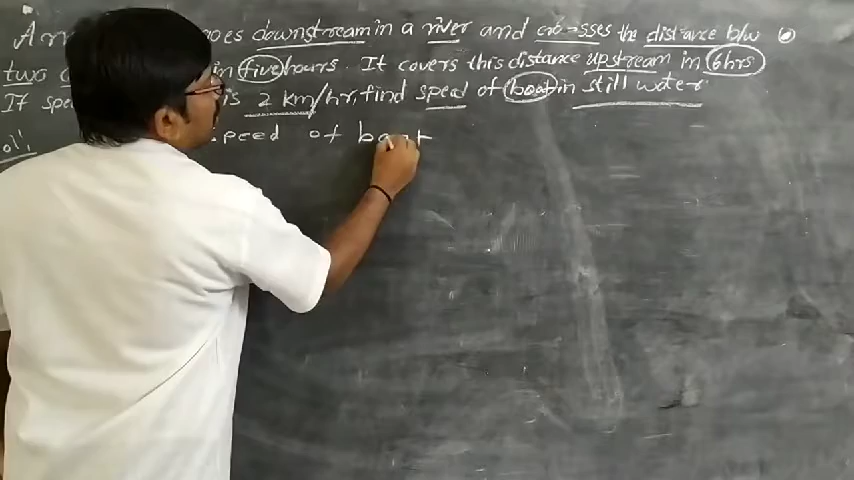 goes downstream in a river and crosses the distance b/w
two in five hours. It covers this distance upstream in 6hrs
If is 2 km/hr, find speed of boat in still water
speed of boat